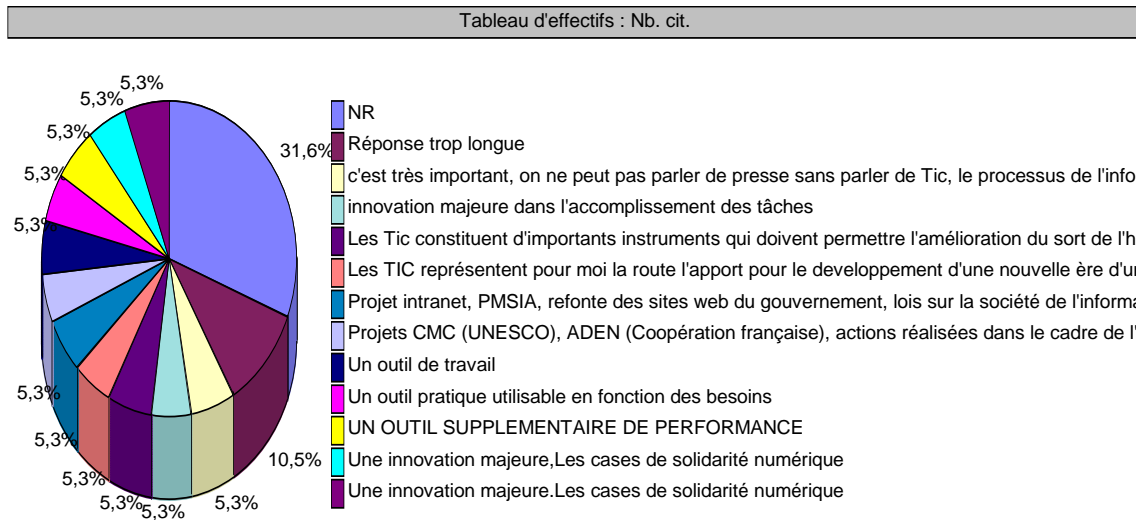 Tableau d'effectifs : Nb. cit.
5,3%
5,3%
5,3%
5,3%
5,3%
31,6%
10,5%
5,3%
5,3%
5,3%
5,3%
5,3%
5,3%
NR
Réponse trop longue
c'est très important, on ne peut pas parler de presse sans parler de Tic, le processus de l'info
innovation majeure dans l'accomplissement des tâches
Les Tic constituent d'importants instruments qui doivent permettre l'amélioration du sort de l'h
Les TIC représentent pour moi la route l'apport pour le developpement d'une nouvelle ère d'un
Projet intranet, PMSIA, refonte des sites web du gouvernement, lois sur la société de l'informa
Projets CMC (UNESCO), ADEN (Coopération française), actions réalisées dans le cadre de l'
Un outil de travail
Un outil pratique utilisable en fonction des besoins
UN OUTIL SUPPLEMENTAIRE DE PERFORMANCE
Une innovation majeure,Les cases de solidarité numérique
Une innovation majeure.Les cases de solidarité numérique